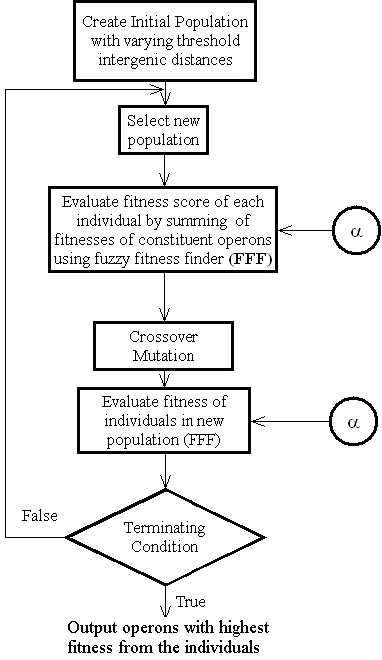 Create Initial Population
with varying threshold
intergenic distances
Select new
population
Evaluate fitness score of each
individual by summing of
fitnesses of constituent operons
using fuzzy fitness finder (FFF)
α
Crossover
Mutation
Evaluate fitness of
individuals in new
population (FFF)
α
False
Terminating
Condition
True
Output operons with highest
fitness from the individuals